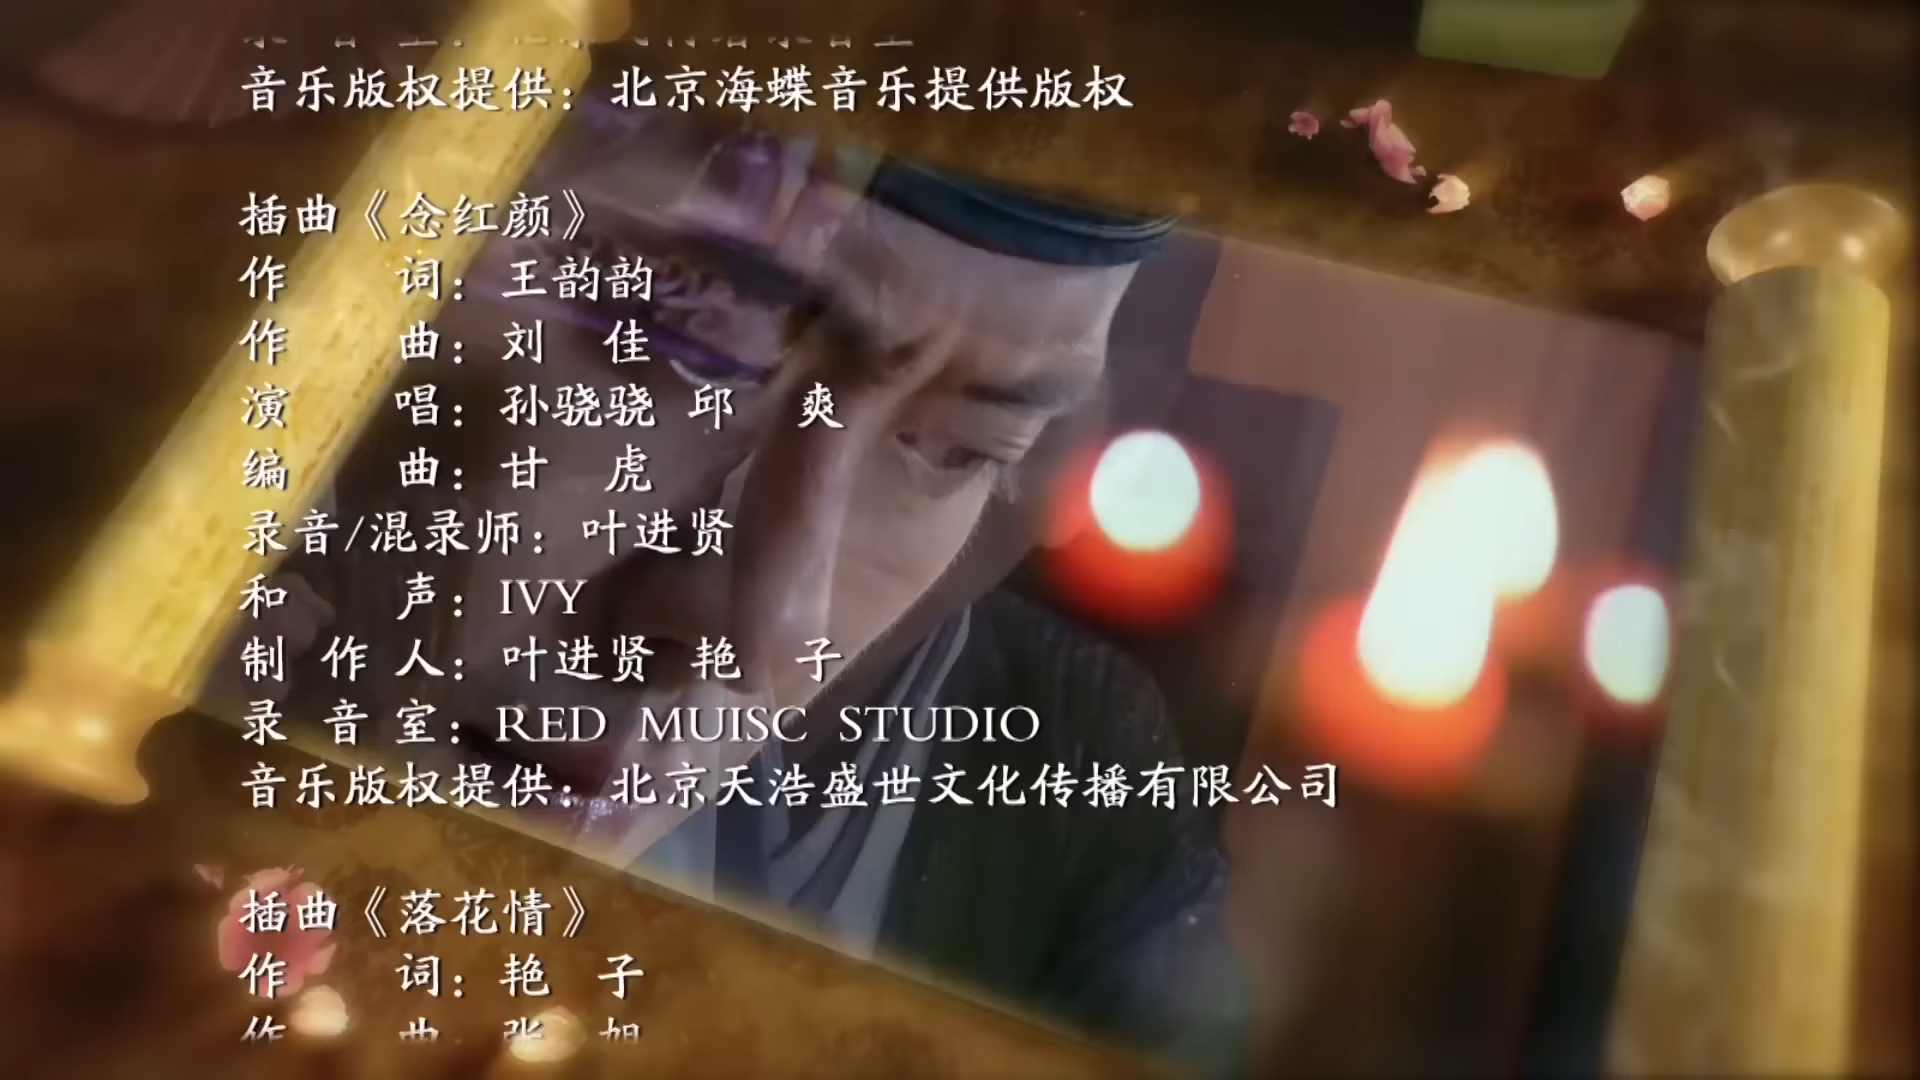 音乐版权提供：北京海蝶音乐提供版权
插曲《念红颜》
作 词：王韵韵
作 曲：刘 佳
演 唱：孙骁骁 邱 爽
编 曲：甘 虎
录音/混录师：叶进贤
和 声：IVY
制 作 人：叶进贤 艳 子
录 音 室：RED MUISC STUDIO
音乐版权提供：北京天浩盛世文化传播有限公司
插曲《落花情》
作 词：艳 子
作 曲：张 旭